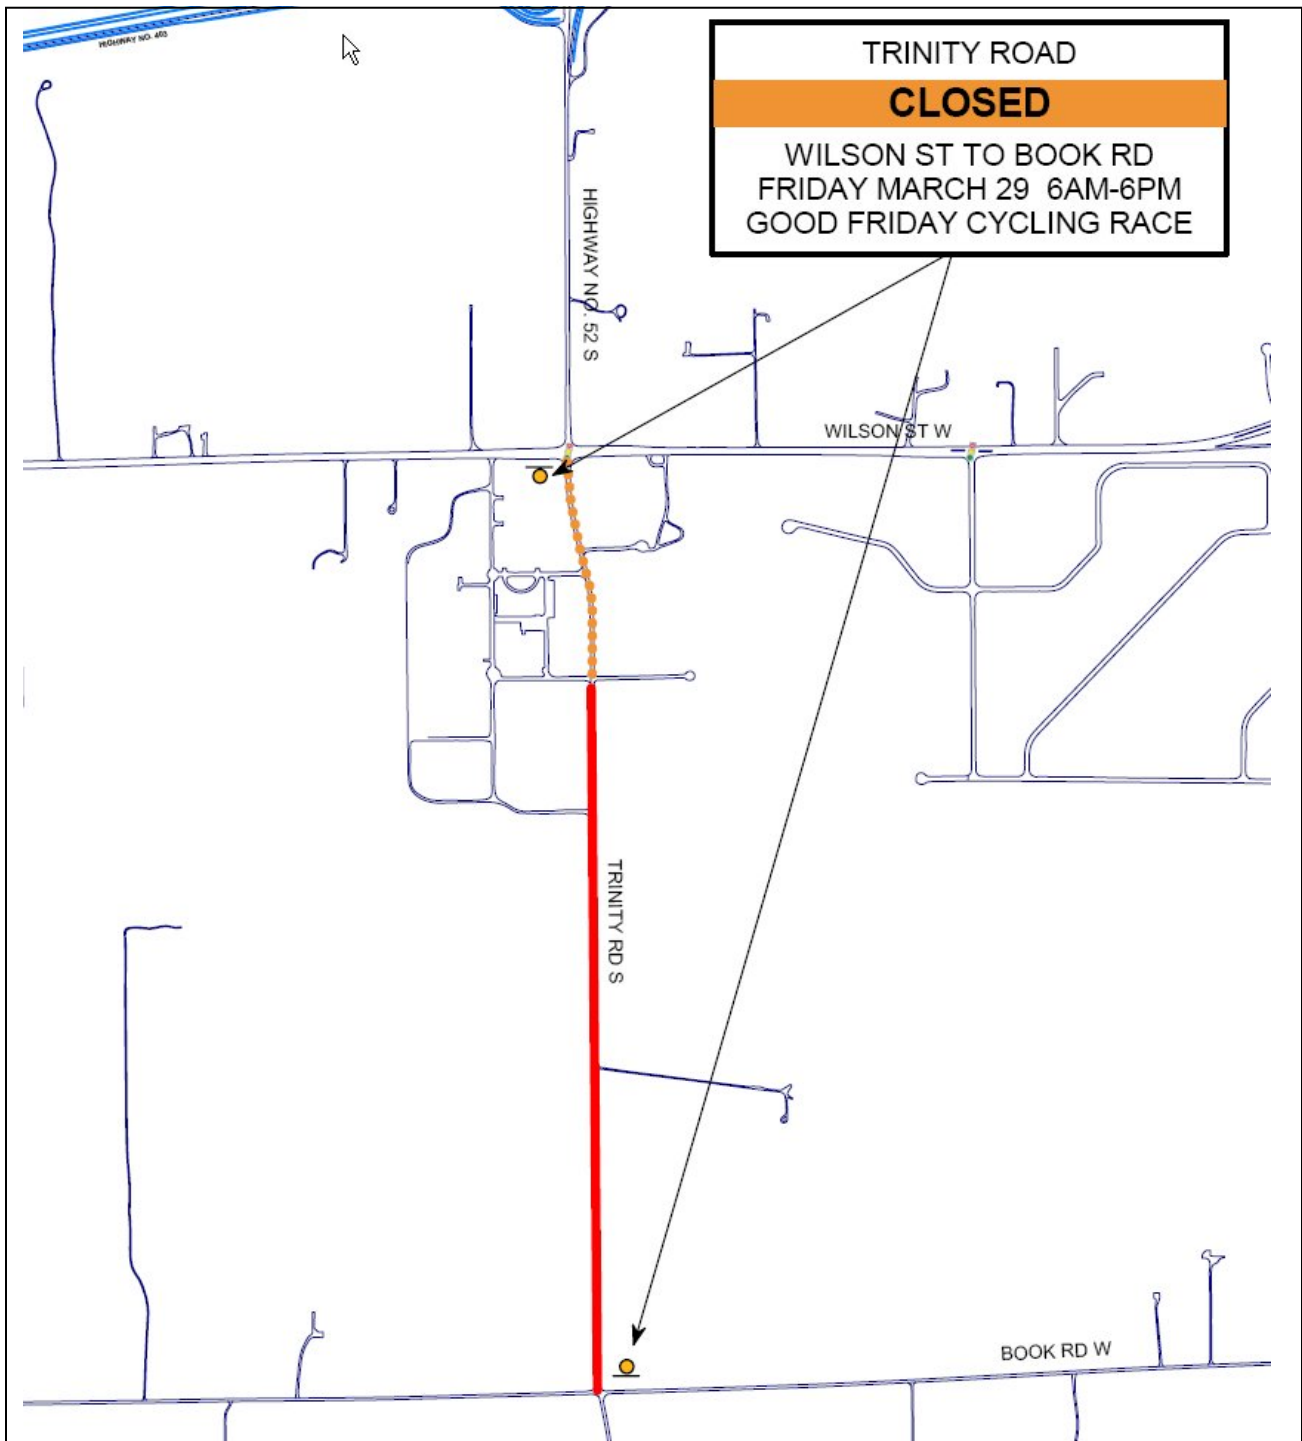 HIGHWAY NO. 403
TRINITY ROAD
CLOSED
WILSON ST TO BOOK RD
FRIDAY MARCH 29 6AM-6PM
GOOD FRIDAY CYCLING RACE
HIGHWAY NO. 52 S
WILSON ST W
TRINITY RD S
BOOK RD W